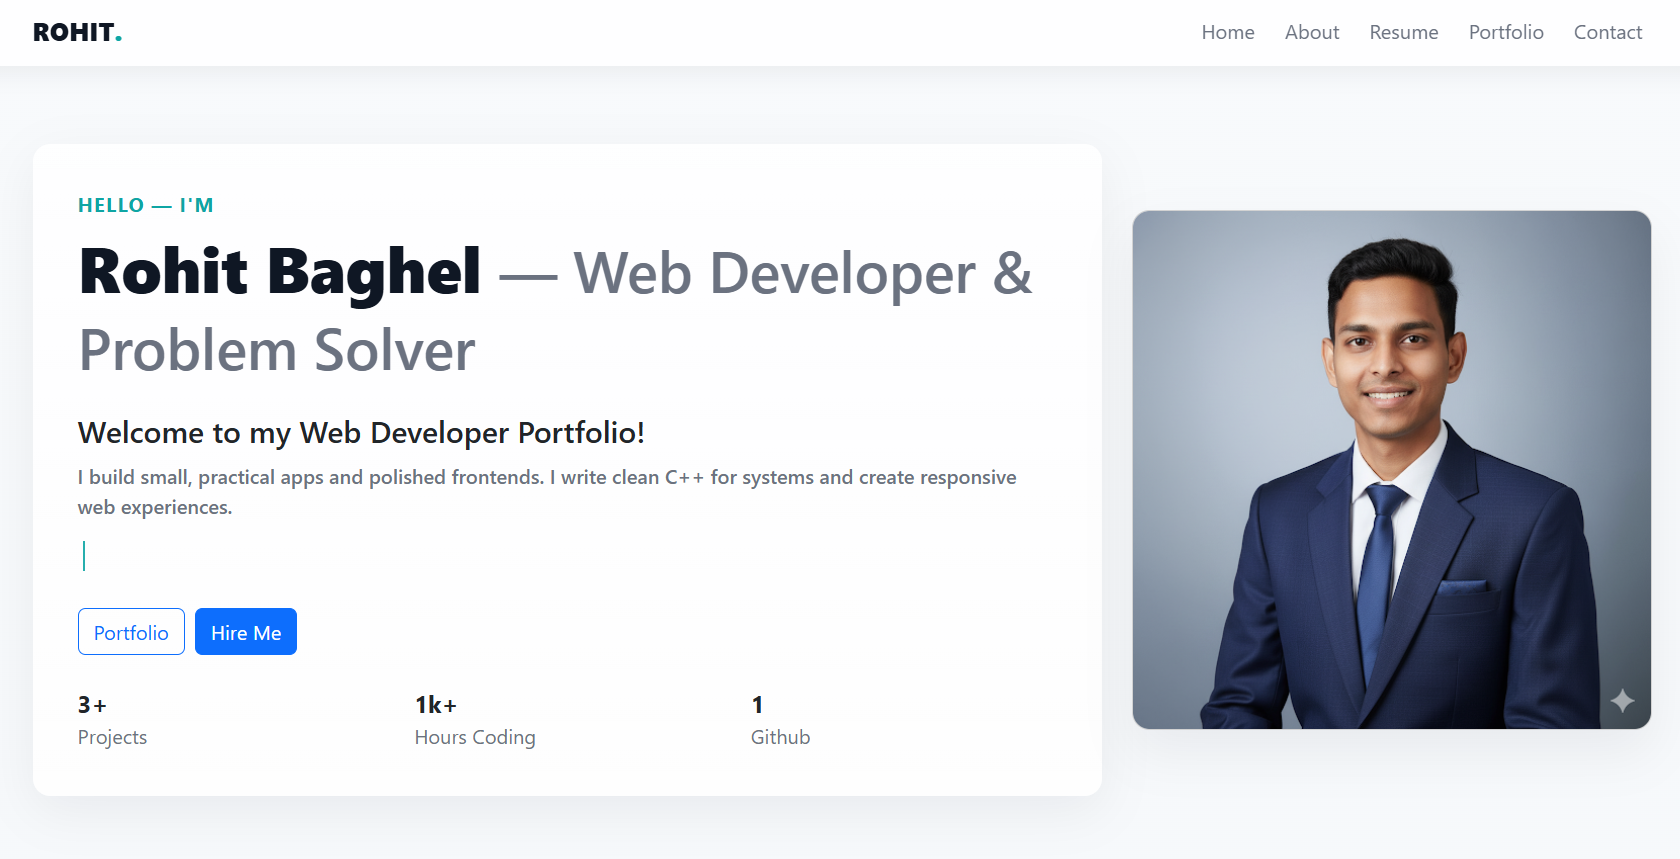 ROHIT.
Home About Resume Portfolio Contact
HELLO — I'M
Rohit Baghel — Web Developer &
Problem Solver
Welcome to my Web Developer Portfolio!
I build small, practical apps and polished frontends. I write clean C++ for systems and create responsive
web experiences.
Portfolio Hire Me
3+ 1k+ 1
Projects Hours Coding Github